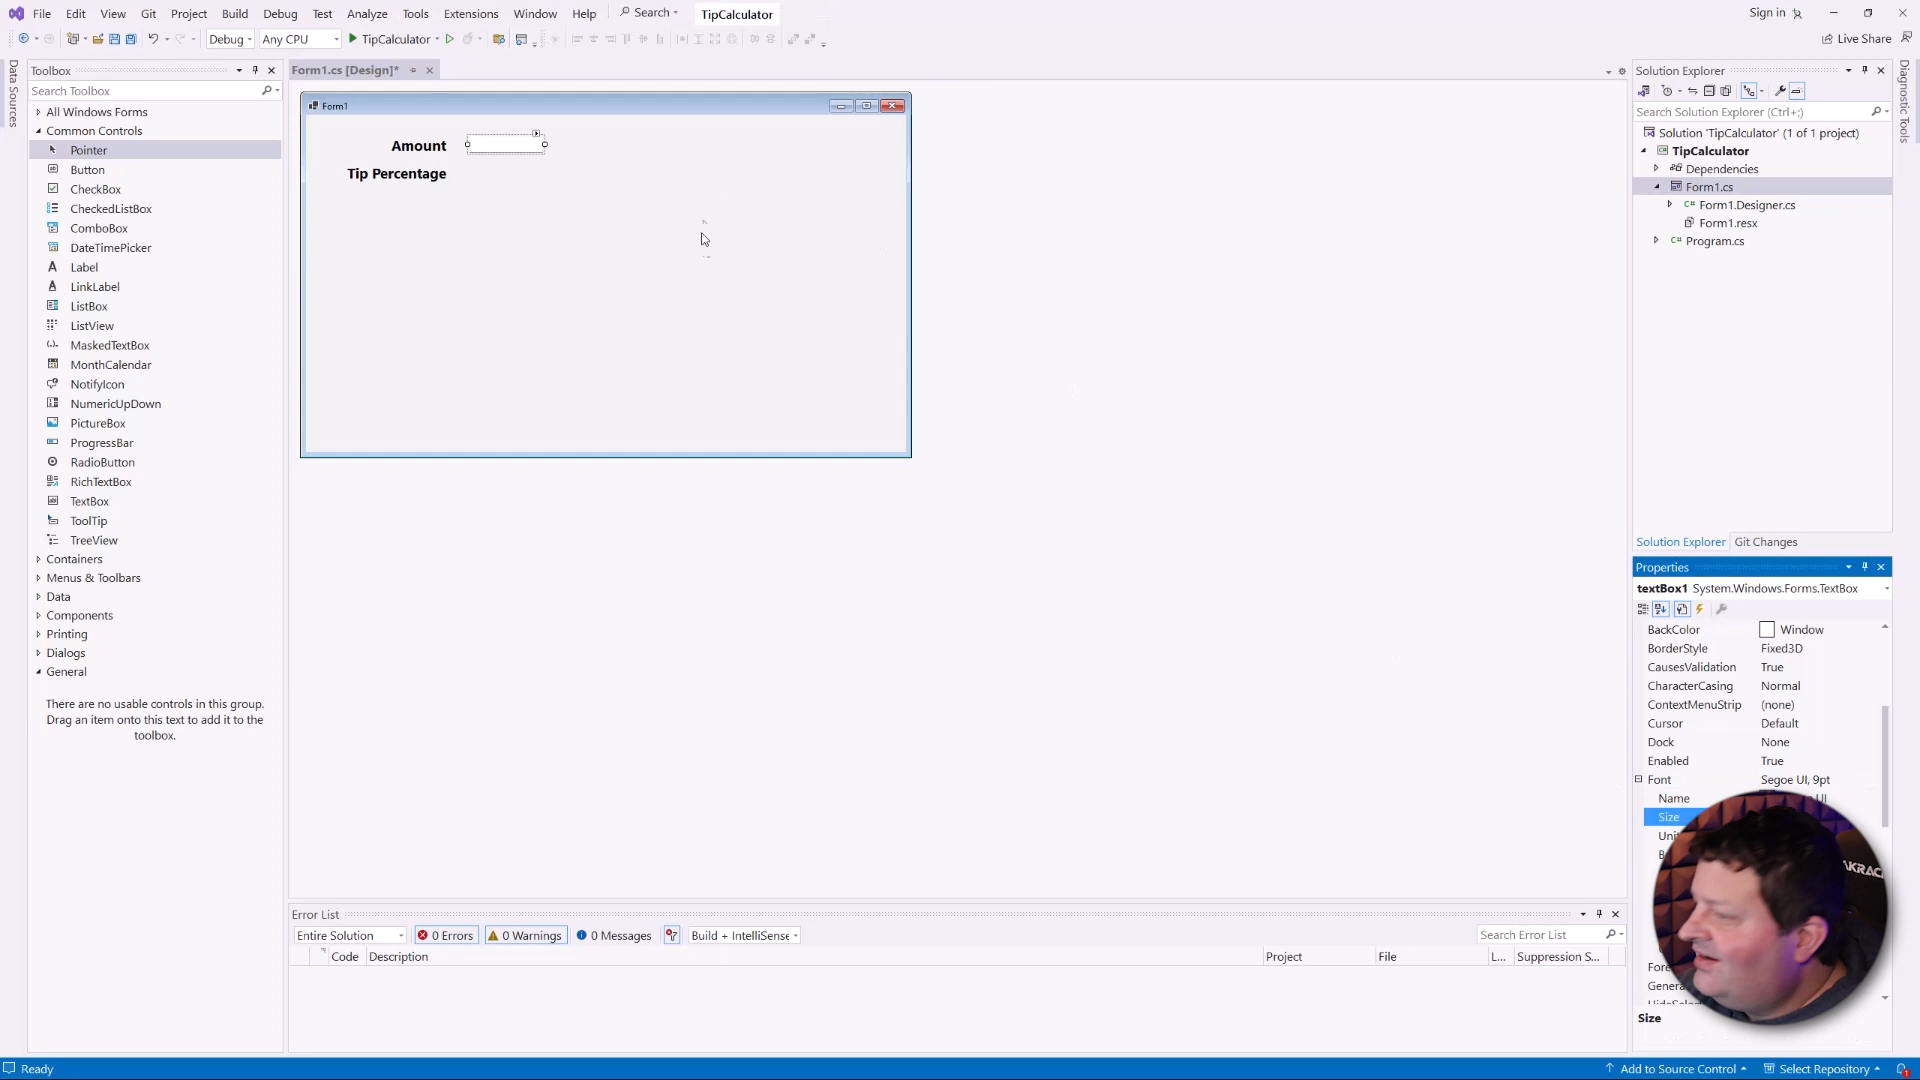 File Edit View Git Project Build Debug Test Analyze Tools Extensions Window Help Search TipCalculator Sign in
Debug Any CPU TipCalculator Live Share
Data Sources
Toolbox
Search Toolbox
All Windows Forms
Common Controls
Pointer
Button
CheckBox
CheckedListBox
ComboBox
DateTimePicker
Label
LinkLabel
ListBox
ListView
MaskedTextBox
MonthCalendar
NotifyIcon
NumericUpDown
PictureBox
ProgressBar
RadioButton
RichTextBox
TextBox
ToolTip
TreeView
Containers
Menus & Toolbars
Data
Components
Printing
Dialogs
General
There are no usable controls in this group.
Drag an item onto this text to add it to the
toolbox.
Form1.cs [Design]*
Form1
Amount
Tip Percentage
Error List
Entire Solution 0 Errors 0 Warnings 0 Messages Build + IntelliSense Search Error List
Code Description Project File L... Suppression S...
Solution Explorer
Search Solution Explorer (Ctrl+;)
Solution 'TipCalculator' (1 of 1 project)
TipCalculator
Dependencies
Form1.cs
Form1.Designer.cs
Form1.resx
Program.cs
Solution Explorer Git Changes
Properties
textBox1 System.Windows.Forms.TextBox
BackColor Window
BorderStyle Fixed3D
CausesValidation True
CharacterCasing Normal
ContextMenuStrip (none)
Cursor Default
Dock None
Enabled True
Font Segoe UI, 9pt
Name UI
Size
Unit
AKRAC
Fore
Genera
Size
Diagnostic Tools
Ready Add to Source Control Select Repository 1